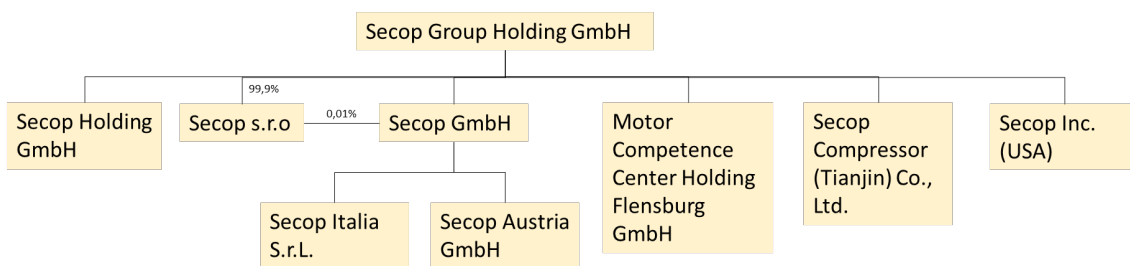 Secop Group Holding GmbH
99,9%
0,01%
Secop Holding
GmbH
Secop s.r.o
Secop GmbH
Motor
Competence
Center Holding
Flensburg
GmbH
Secop
Compressor
(Tianjin) Co.,
Ltd.
Secop Inc.
(USA)
Secop Italia
S.r.L.
Secop Austria
GmbH